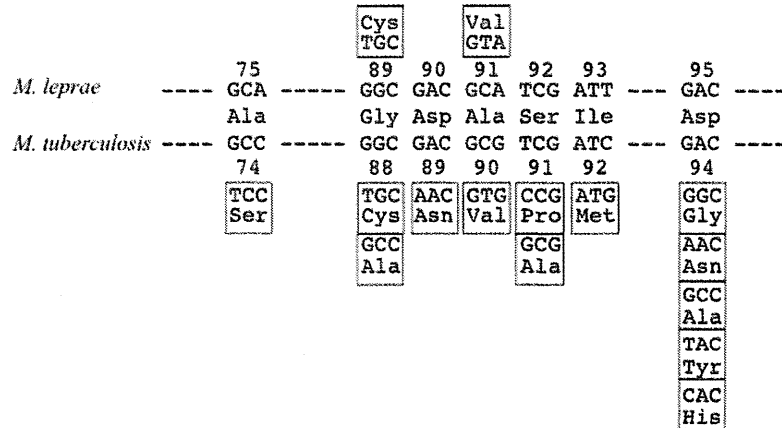 Cys Val
TGC GTA
75 89 90 91 92 93 95
M. leprae ---- GCA ----- GGC GAC GCA TCG ATT --- GAC ----
Ala Gly Asp Ala Ser Ile Asp
M. tuberculosis ---- GCC ----- GGC GAC GCG TCG ATC --- GAC ----
74 88 89 90 91 92 94
TCC TGC AAC GTG CCG ATG GGC
Ser Cys Asn Val Pro Met Gly
GCC GCG AAC
Ala Ala Asn
GCC
Ala
TAC
Tyr
CAC
His